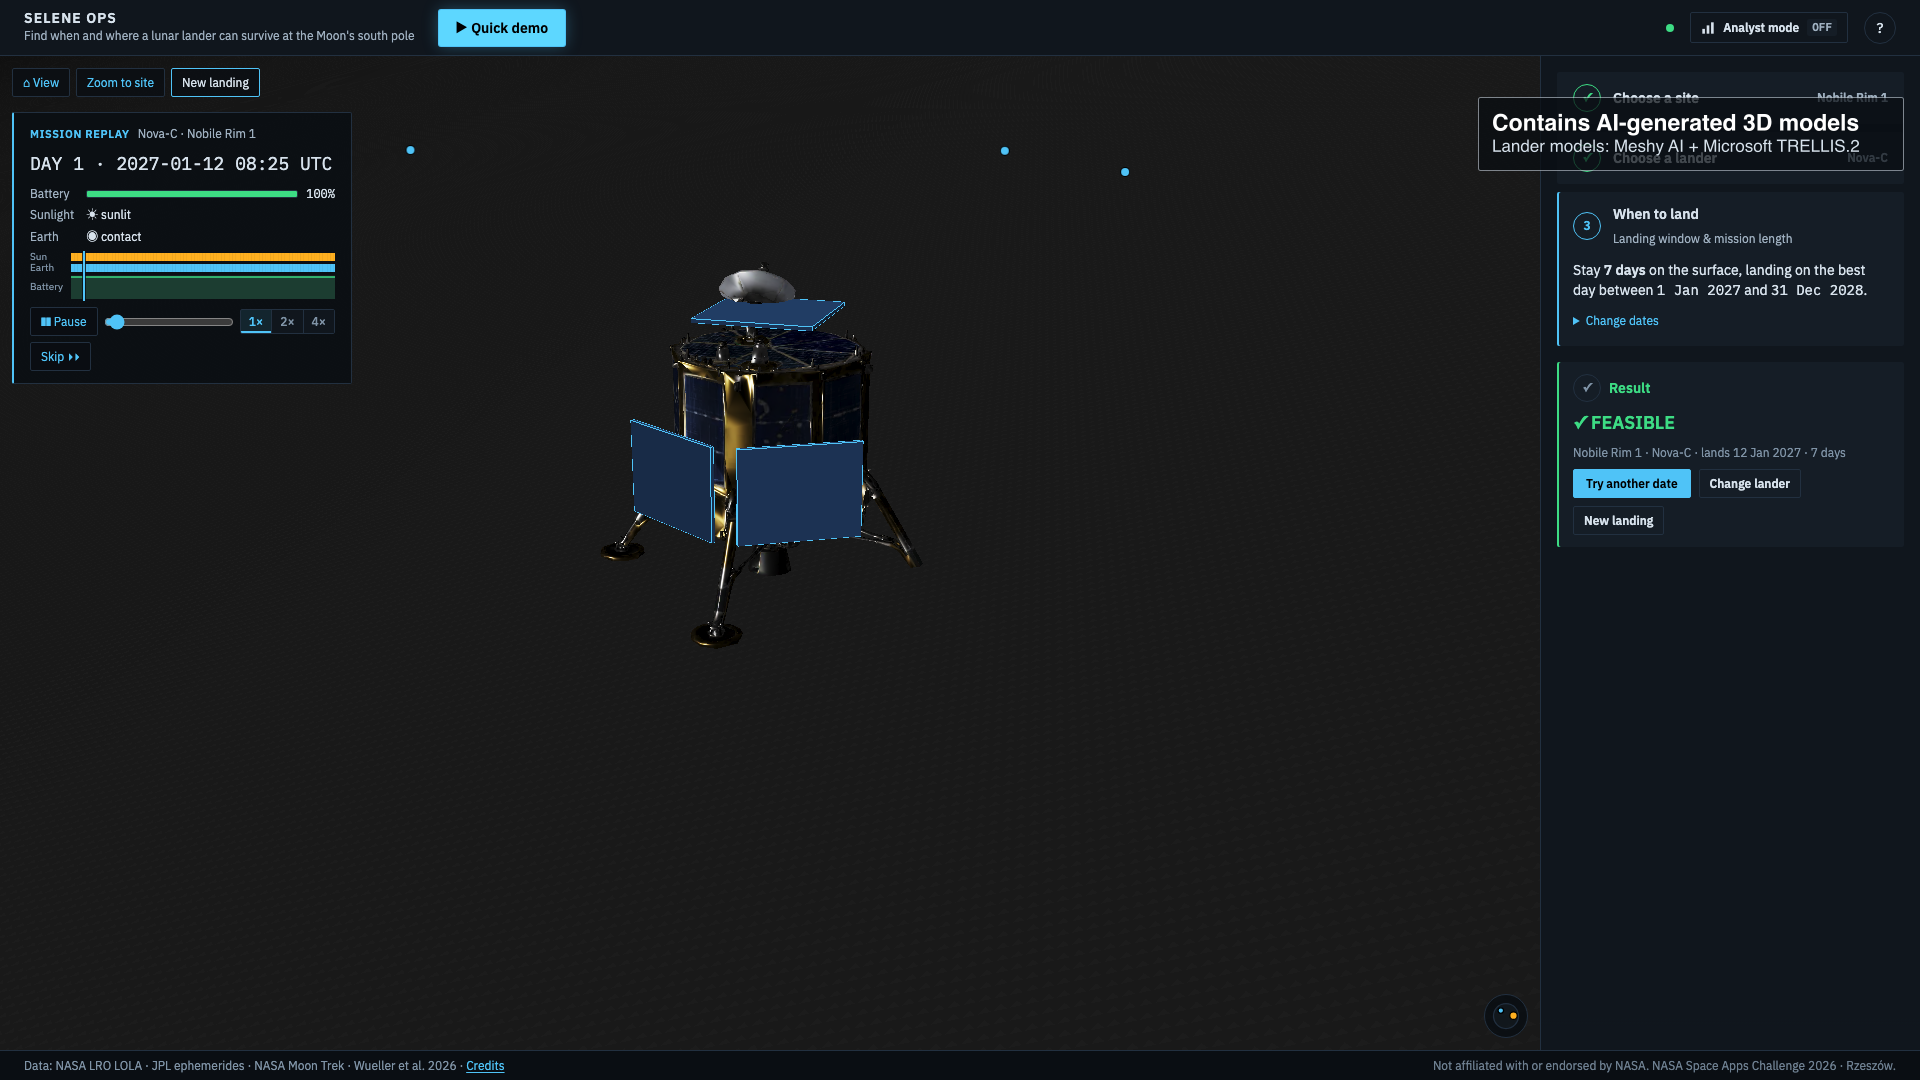 SELENE OPS
Find when and where a lunar lander can survive at the Moon's south pole
▶ Quick demo
Analyst mode OFF
?
⌂ View
Zoom to site
New landing
MISSION REPLAY Nova-C · Nobile Rim 1
DAY 1 · 2027-01-12 08:25 UTC
Battery 100%
Sunlight ☀ sunlit
Earth ◉ contact
Sun
Earth
Battery
Pause
1×
2×
4×
Skip
Choose a site Nobile Rim 1
Contains AI-generated 3D models
Lander models: Meshy AI + Microsoft TRELLIS.2
Choose a lander Nova-C
3
When to land
Landing window & mission length
Stay 7 days on the surface, landing on the best
day between 1 Jan 2027 and 31 Dec 2028.
▶ Change dates
✓ Result
✓FEASIBLE
Nobile Rim 1 · Nova-C · lands 12 Jan 2027 · 7 days
Try another date
Change lander
New landing
Data: NASA LRO LOLA · JPL ephemerides · NASA Moon Trek · Wueller et al. 2026 · Credits
Not affiliated with or endorsed by NASA. NASA Space Apps Challenge 2026 · Rzeszów.